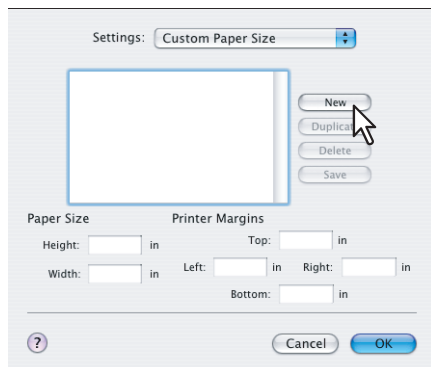 Settings: Custom Paper Size
New
Duplicate
Delete
Save
Paper Size Printer Margins
Height: in Top: in
Width: in Left: in Right: in
Bottom: in
? Cancel OK